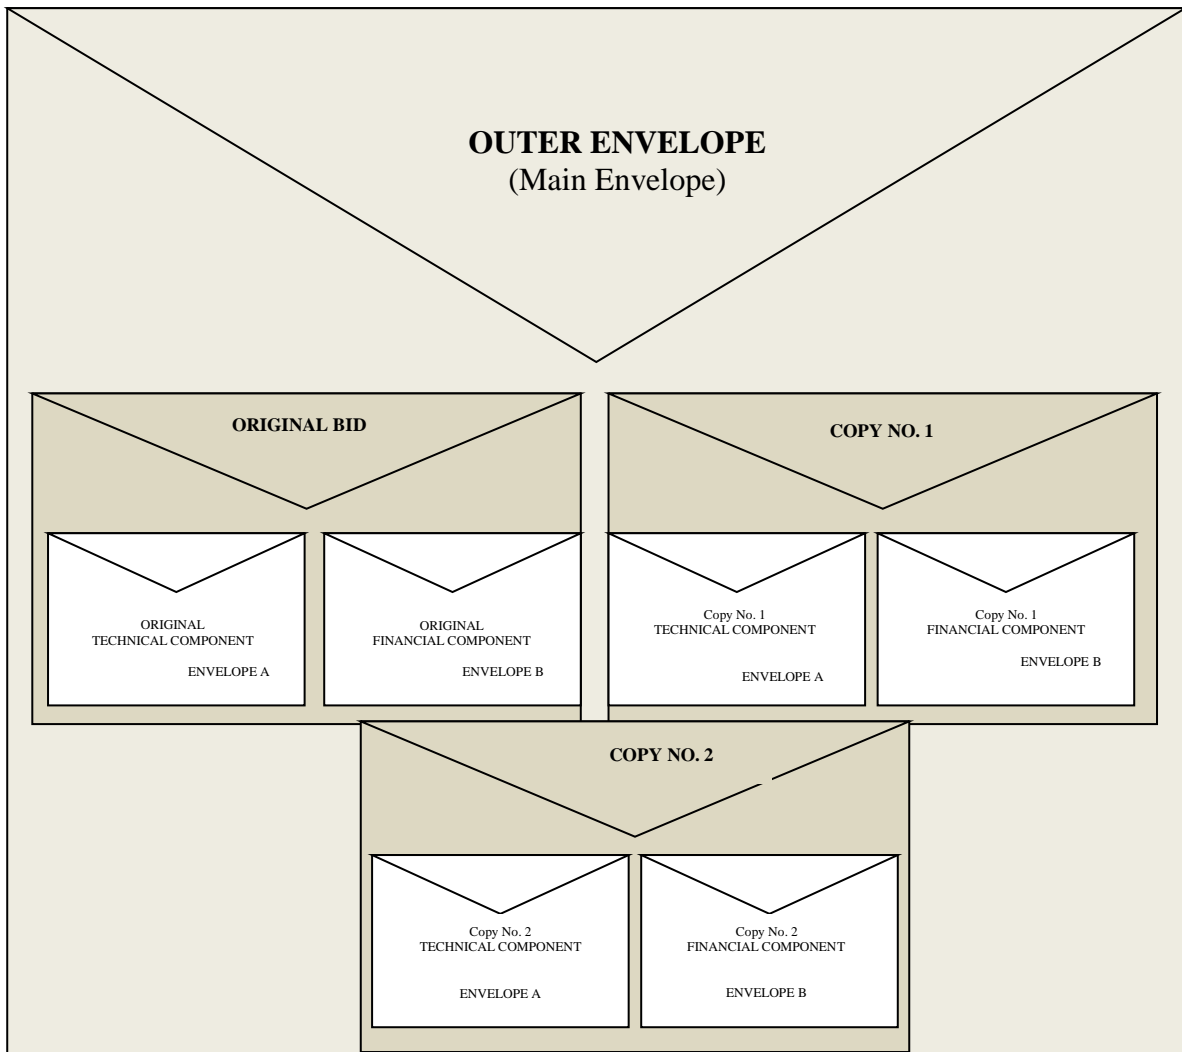 OUTER ENVELOPE
(Main Envelope)
ORIGINAL BID
ORIGINAL
TECHNICAL COMPONENT
ENVELOPE A
ORIGINAL
FINANCIAL COMPONENT
ENVELOPE B
COPY NO. 1
Copy No. 1
TECHNICAL COMPONENT
ENVELOPE A
Copy No. 1
FINANCIAL COMPONENT
ENVELOPE B
COPY NO. 2
Copy No. 2
TECHNICAL COMPONENT
ENVELOPE A
Copy No. 2
FINANCIAL COMPONENT
ENVELOPE B